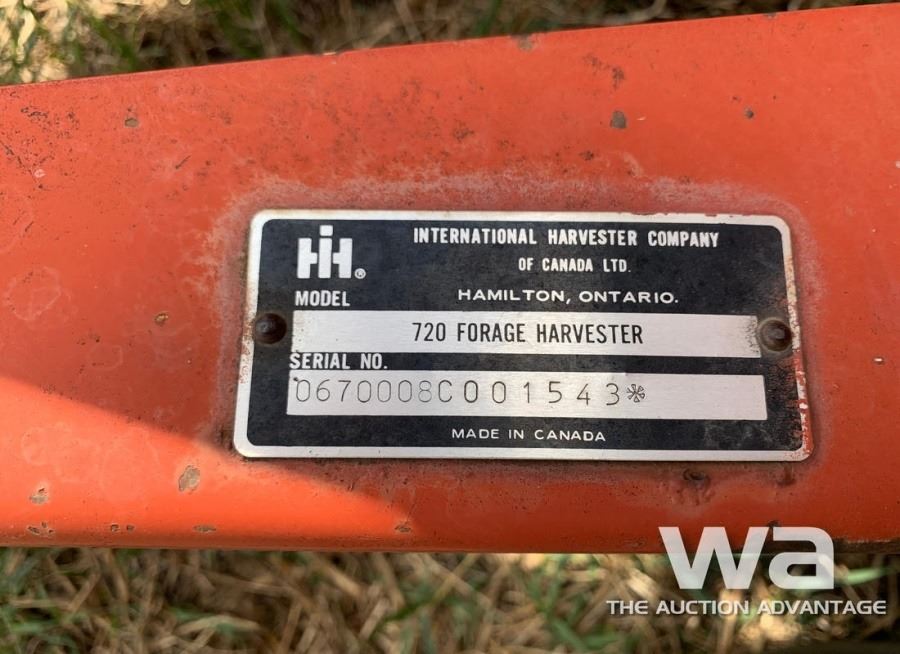 IH®
INTERNATIONAL HARVESTER COMPANY
OF CANADA LTD.
HAMILTON, ONTARIO.
MODEL
720 FORAGE HARVESTER
SERIAL NO.
0670008C001543*
MADE IN CANADA
wa
THE AUCTION ADVANTAGE